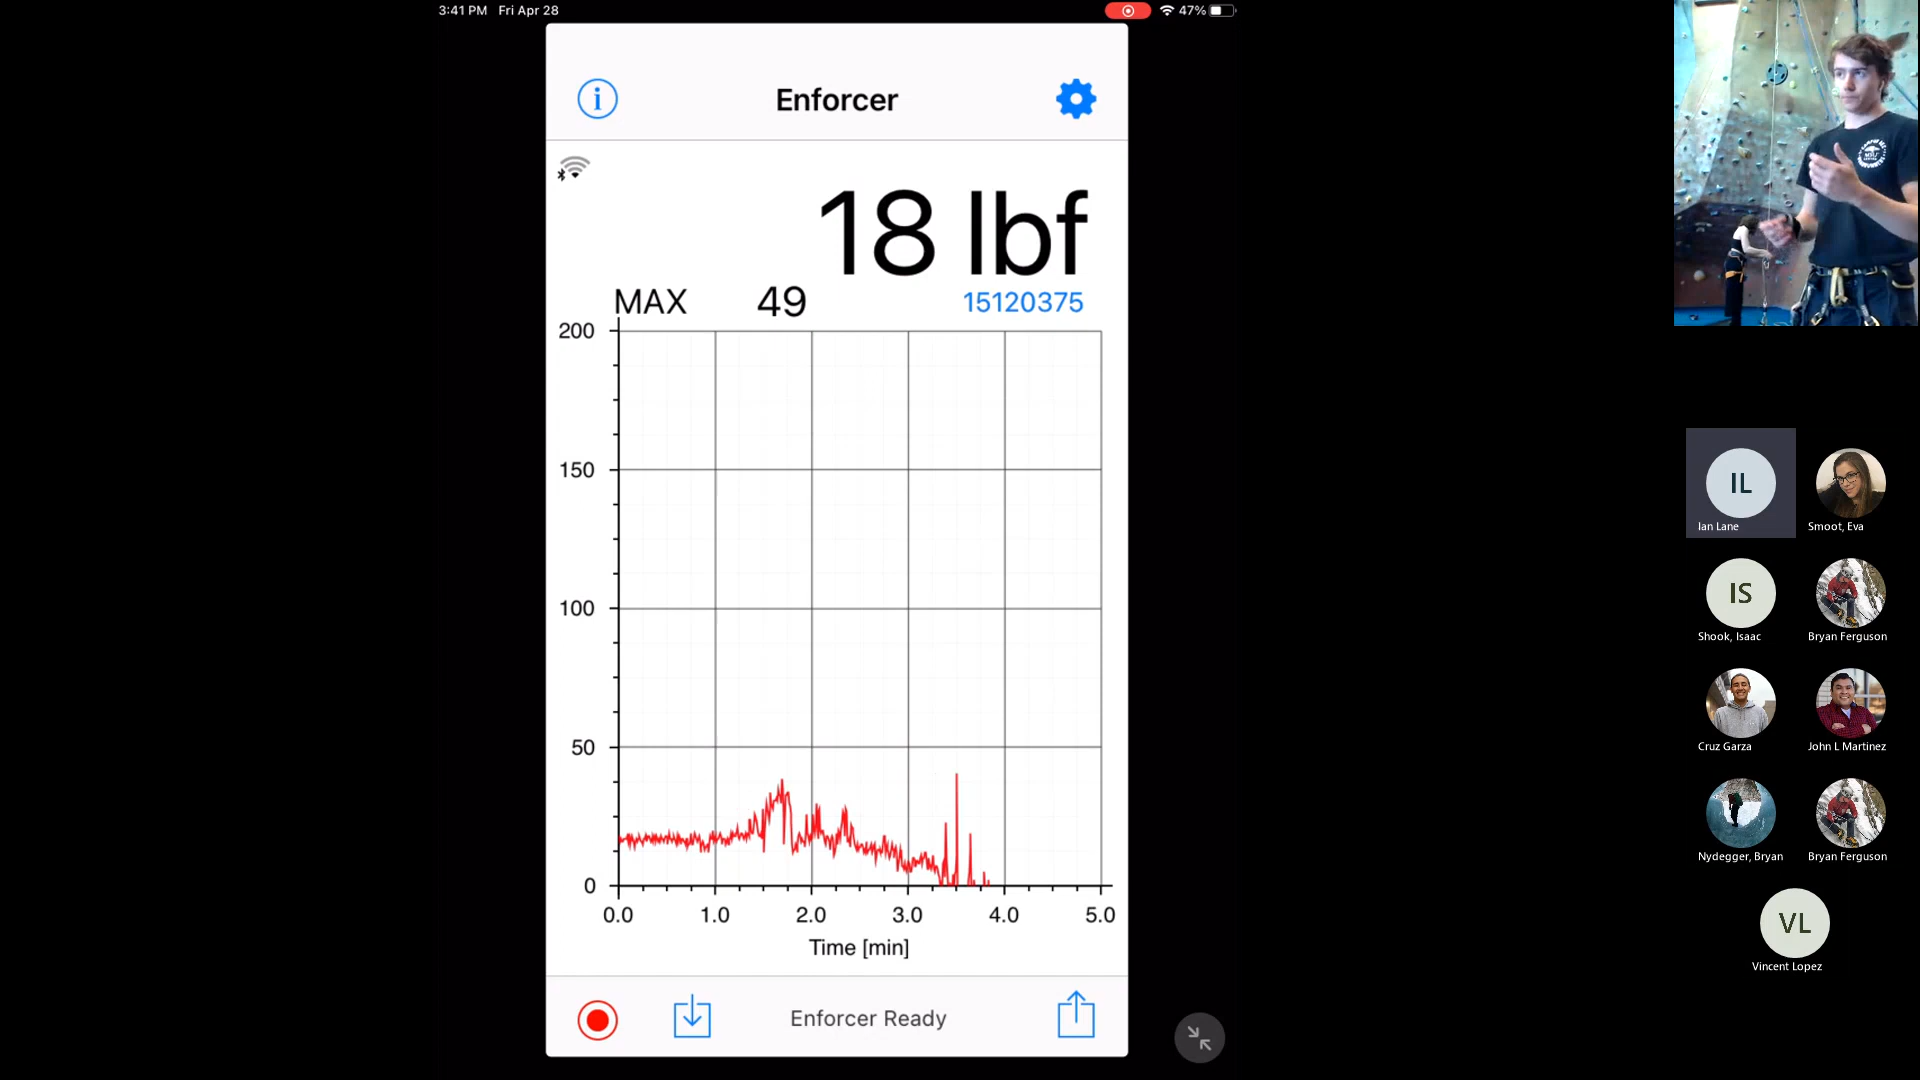 3:41 PM Fri Apr 28
47%
Enforcer
18 lbf
MAX 49 15120375
200
150
100
50
0
0.0 1.0 2.0 3.0 4.0 5.0
Time [min]
Enforcer Ready
IL
Ian Lane
Smoot, Eva
IS
Shook, Isaac
Bryan Ferguson
Cruz Garza
John L Martinez
Nydegger, Bryan
Bryan Ferguson
VL
Vincent Lopez